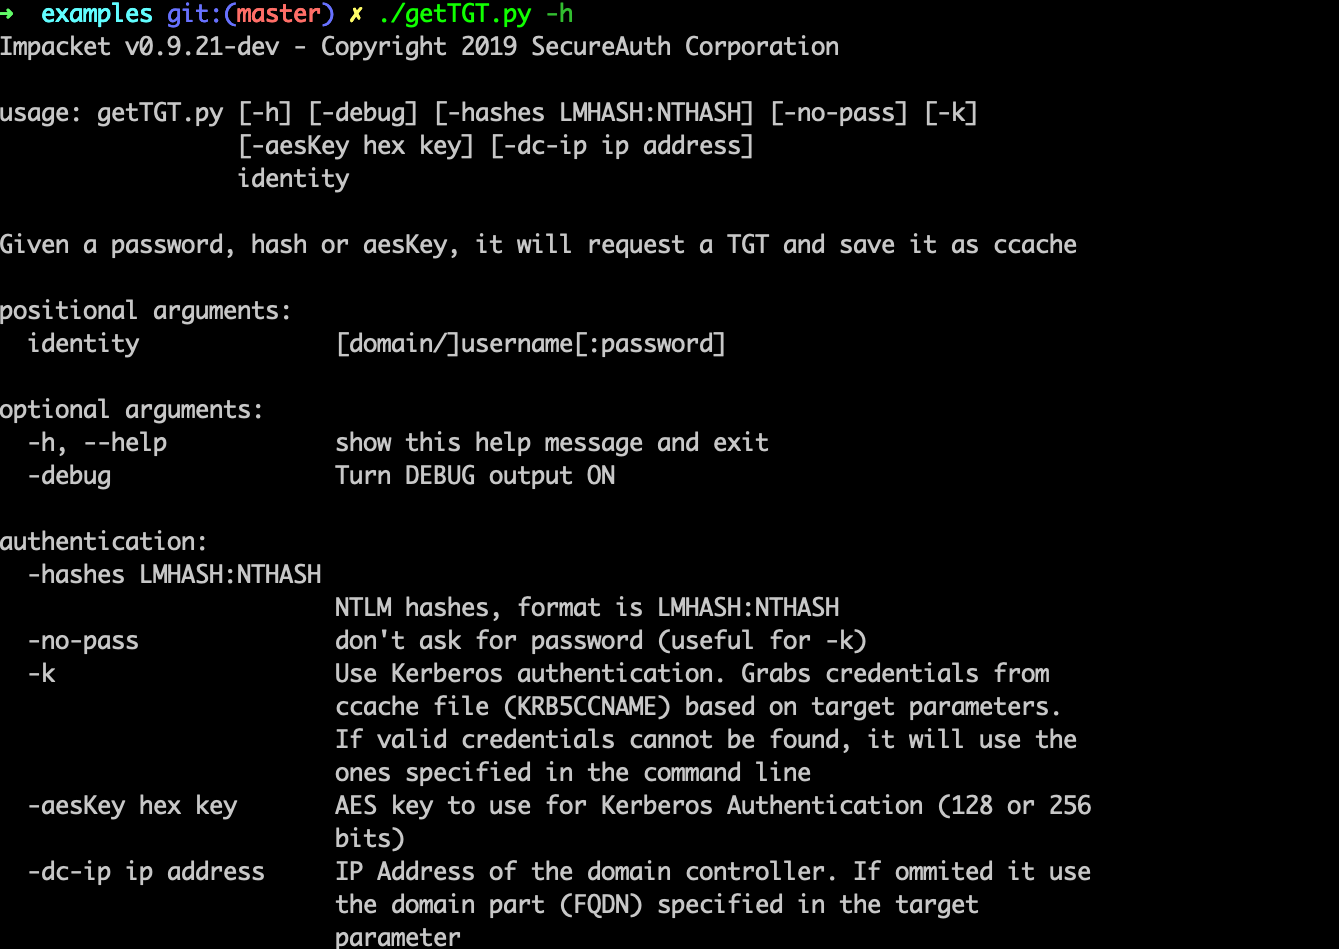 ➜  examples git:(master) ✗ ./getTGT.py -h
Impacket v0.9.21-dev - Copyright 2019 SecureAuth Corporation

usage: getTGT.py [-h] [-debug] [-hashes LMHASH:NTHASH] [-no-pass] [-k]
                 [-aesKey hex key] [-dc-ip ip address]
                 identity

Given a password, hash or aesKey, it will request a TGT and save it as ccache

positional arguments:
  identity              [domain/]username[:password]

optional arguments:
  -h, --help            show this help message and exit
  -debug                Turn DEBUG output ON

authentication:
  -hashes LMHASH:NTHASH
                        NTLM hashes, format is LMHASH:NTHASH
  -no-pass              don't ask for password (useful for -k)
  -k                    Use Kerberos authentication. Grabs credentials from
                        ccache file (KRB5CCNAME) based on target parameters.
                        If valid credentials cannot be found, it will use the
                        ones specified in the command line
  -aesKey hex key       AES key to use for Kerberos Authentication (128 or 256
                        bits)
  -dc-ip ip address     IP Address of the domain controller. If ommited it use
                        the domain part (FQDN) specified in the target
                        parameter